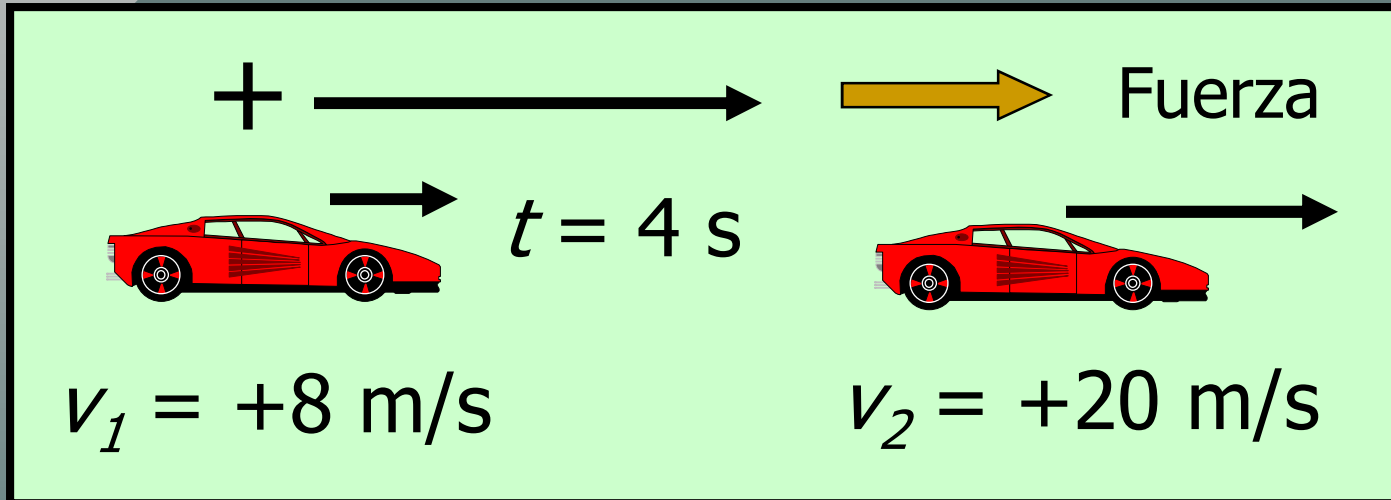 + Fuerza
t = 4 s
v₁ = +8 m/s v₂ = +20 m/s